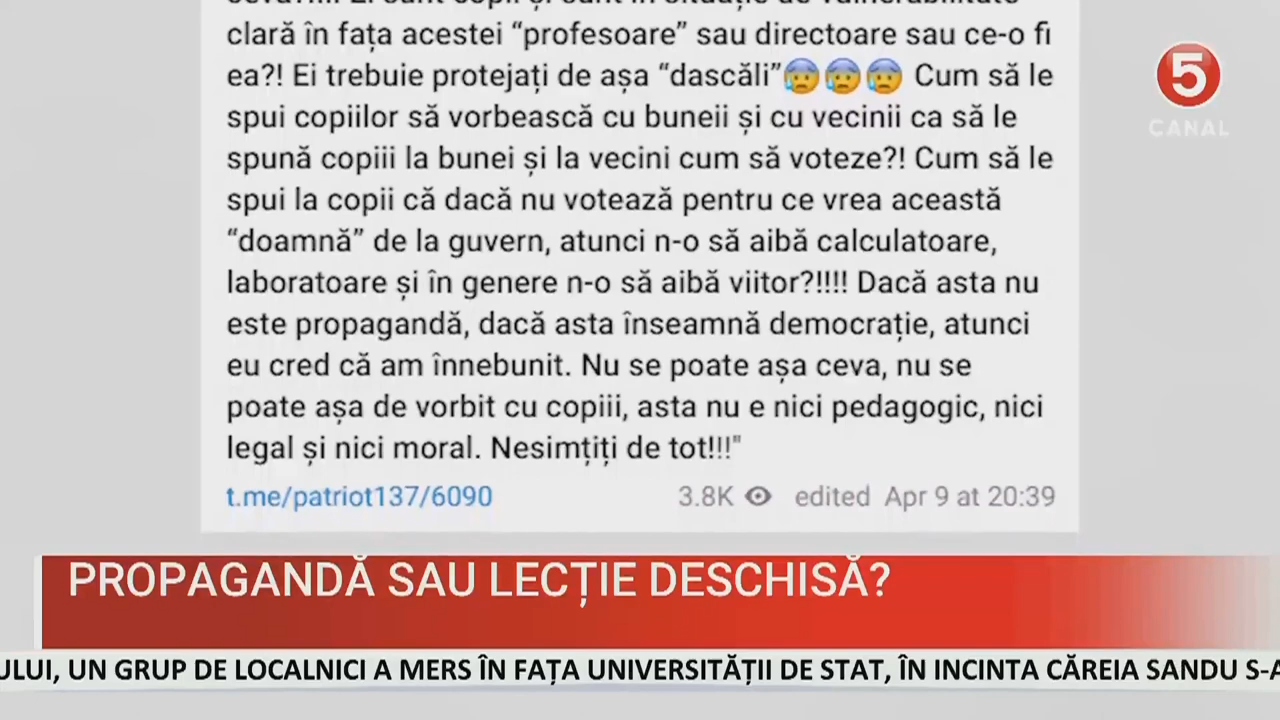 clară în fața acestei “profesoare” sau directoare sau ce-o fi
ea?! Ei trebuie protejați de așa “dascăli”😰😰😰 Cum să le
spui copiilor să vorbească cu buneii și cu vecinii ca să le
spună copiii la bunei și la vecini cum să voteze?! Cum să le
spui la copii că dacă nu votează pentru ce vrea această
“doamnă” de la guvern, atunci n-o să aibă calculatoare,
laboratoare și în genere n-o să aibă viitor?!!!! Dacă asta nu
este propagandă, dacă asta înseamnă democrație, atunci
eu cred că am înnebunit. Nu se poate așa ceva, nu se
poate așa de vorbit cu copiii, asta nu e nici pedagogic, nici
legal și nici moral. Nesimțiți de tot!!!"
t.me/patriot137/6090 3.8K edited Apr 9 at 20:39
5
CANAL
PROPAGANDĂ SAU LECȚIE DESCHISĂ?
ULUI, UN GRUP DE LOCALNICI A MERS ÎN FAȚA UNIVERSITĂȚII DE STAT, ÎN INCINTA CĂREIA SANDU S-A